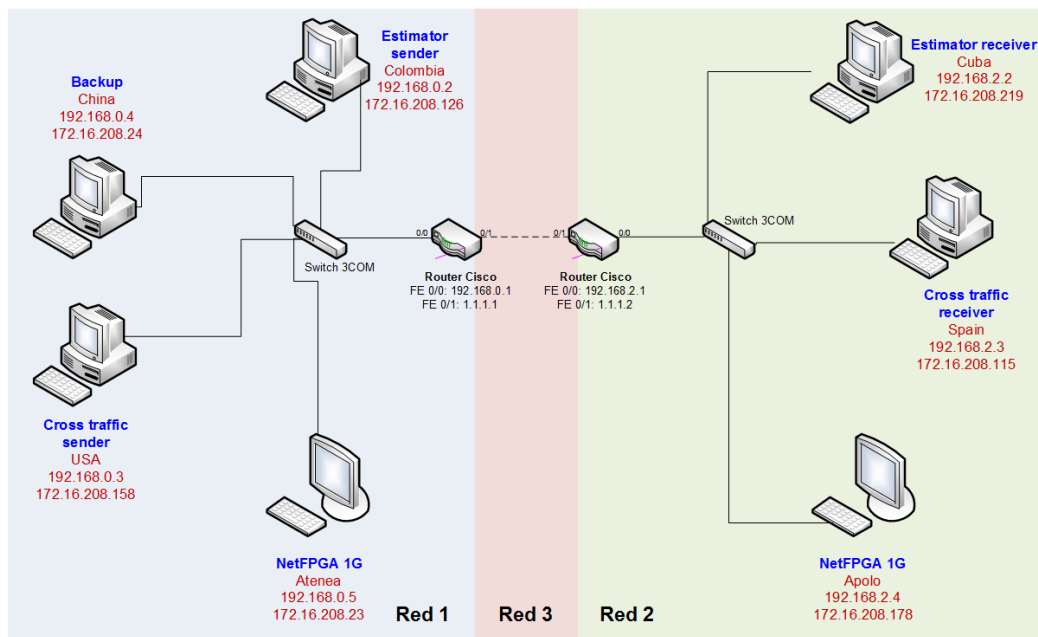 Estimator
sender
Colombia
192.168.0.2
172.16.208.126
Backup
China
192.168.0.4
172.16.208.24
Switch 3COM
Cross traffic
sender
USA
192.168.0.3
172.16.208.158
NetFPGA 1G
Atenea
192.168.0.5
172.16.208.23
0/0
0/1
Router Cisco
FE 0/0: 192.168.0.1
FE 0/1: 1.1.1.1
0/1
0/0
Router Cisco
FE 0/0: 192.168.2.1
FE 0/1: 1.1.1.2
Estimator receiver
Cuba
192.168.2.2
172.16.208.219
Switch 3COM
Cross traffic
receiver
Spain
192.168.2.3
172.16.208.115
NetFPGA 1G
Apolo
192.168.2.4
172.16.208.178
Red 1
Red 3
Red 2